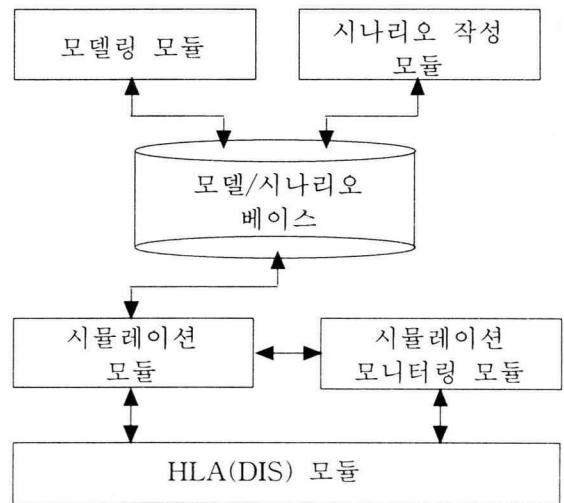 모델링 모듈
시나리오 작성
모듈
모델/시나리오
베이스
시뮬레이션
모듈
시뮬레이션
모니터링 모듈
HLA(DIS) 모듈